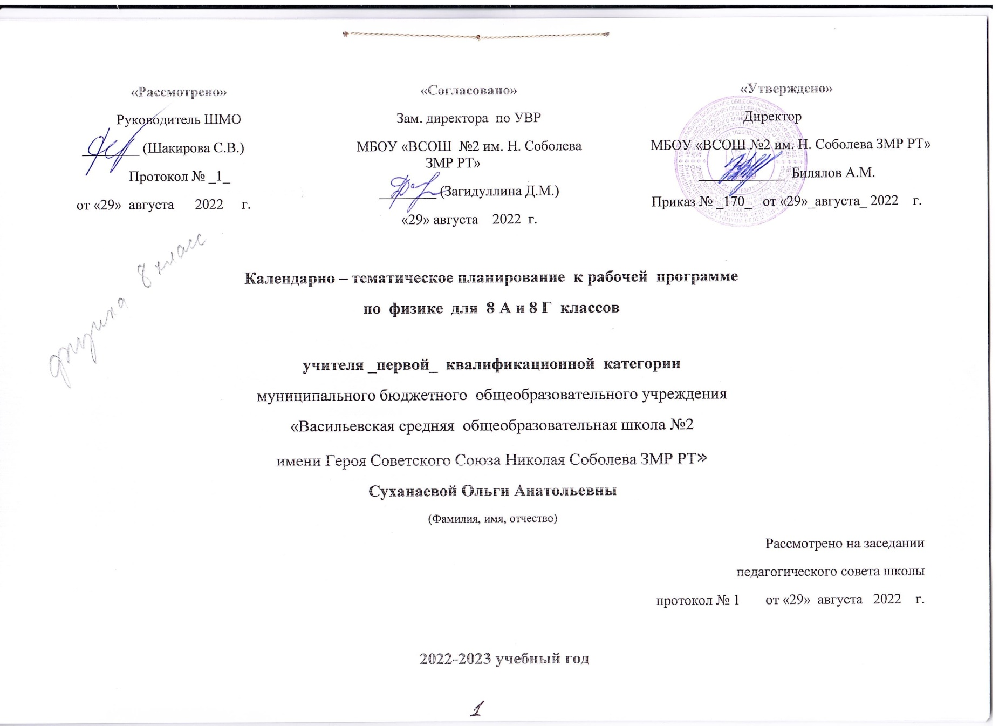 «Рассмотрено»
Руководитель ШМО
________ (Шакирова С.В.)
Протокол № _1_
от «29» августа 2022 г.
«Согласовано»
Зам. директора по УВР
МБОУ «ВСОШ №2 им. Н. Соболева
ЗМР РТ»
________ (Загидуллина Д.М.)
«29» августа 2022 г.
«Утверждено»
Директор
МБОУ «ВСОШ №2 им. Н. Соболева ЗМР РТ»
____________ Билялов А.М.
Приказ № _170_ от «29»_августа_ 2022 г.
физика 8 класс
Календарно – тематическое планирование к рабочей программе
по физике для 8 А и 8 Г классов
учителя _первой_ квалификационной категории
муниципального бюджетного общеобразовательного учреждения
«Васильевская средняя общеобразовательная школа №2
имени Героя Советского Союза Николая Соболева ЗМР РТ»
Суханаевой Ольги Анатольевны
(Фамилия, имя, отчество)
Рассмотрено на заседании
педагогического совета школы
протокол № 1 от «29» августа 2022 г.
2022-2023 учебный год
1